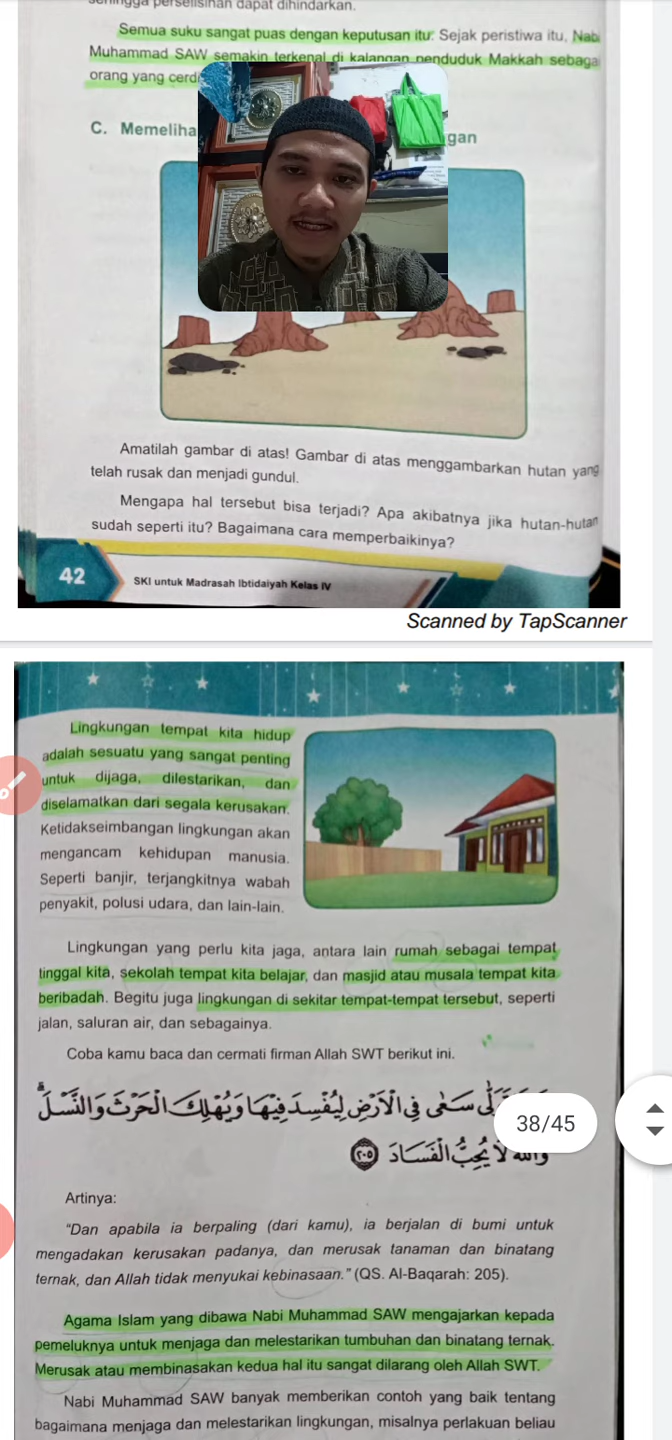 sehingga perselisihan dapat dihindarkan.
Semua suku sangat puas dengan keputusan itu. Sejak peristiwa itu, Nabi
Muhammad SAW semakin terkenal di kalangan penduduk Makkah sebagai
orang yang
C. Memeliha
gan
Amatilah gambar di atas! Gambar di atas menggambarkan hutan yang
telah rusak dan menjadi gundul.
Mengapa hal tersebut bisa terjadi? Apa akibatnya jika hutan-hutan
sudah seperti itu? Bagaimana cara memperbaikinya?
42
SKI untuk Madrasah Ibtidaiyah Kelas IV
Scanned by TapScanner
Lingkungan tempat kita hidup
adalah sesuatu yang sangat penting
untuk dijaga, dilestarikan, dan
diselamatkan dari segala kerusakan.
Ketidakseimbangan lingkungan akan
mengancam kehidupan manusia.
Seperti banjir, terjangkitnya wabah
penyakit, polusi udara, dan lain-lain.
Lingkungan yang perlu kita jaga, antara lain rumah sebagai tempat
tinggal kita, sekolah tempat kita belajar, dan masjid atau musala tempat kita
beribadah. Begitu juga lingkungan di sekitar tempat-tempat tersebut, seperti
jalan, saluran air, dan sebagainya.
Coba kamu baca dan cermati firman Allah SWT berikut ini.
سَعٰى فِى الْاَرْضِ لِيُفْسِدَ فِيْهَا وَيُهْلِكَ الْحَرْثَ وَالنَّسْلَ ۗ
38/45
وَاللّٰهُ لَا يُحِبُّ الْفَسَادَ ٢٠٥
Artinya:
"Dan apabila ia berpaling (dari kamu), ia berjalan di bumi untuk
mengadakan kerusakan padanya, dan merusak tanaman dan binatang
ternak, dan Allah tidak menyukai kebinasaan." (QS. Al-Baqarah: 205).
Agama Islam yang dibawa Nabi Muhammad SAW mengajarkan kepada
pemeluknya untuk menjaga dan melestarikan tumbuhan dan binatang ternak.
Merusak atau membinasakan kedua hal itu sangat dilarang oleh Allah SWT.
Nabi Muhammad SAW banyak memberikan contoh yang baik tentang
bagaimana menjaga dan melestarikan lingkungan, misalnya perlakuan beliau